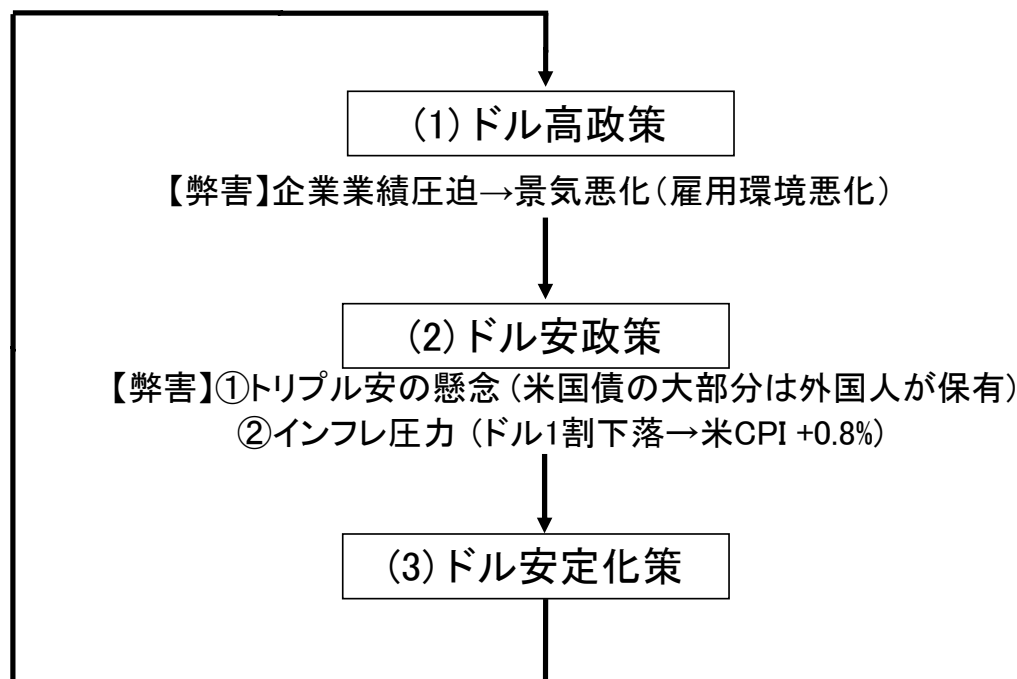 (1)ドル高政策
【弊害】企業業績圧迫→景気悪化(雇用環境悪化)
(2)ドル安政策
【弊害】①トリプル安の懸念(米国債の大部分は外国人が保有)
②インフレ圧力(ドル1割下落→米CPI +0.8%)
(3)ドル安定化策